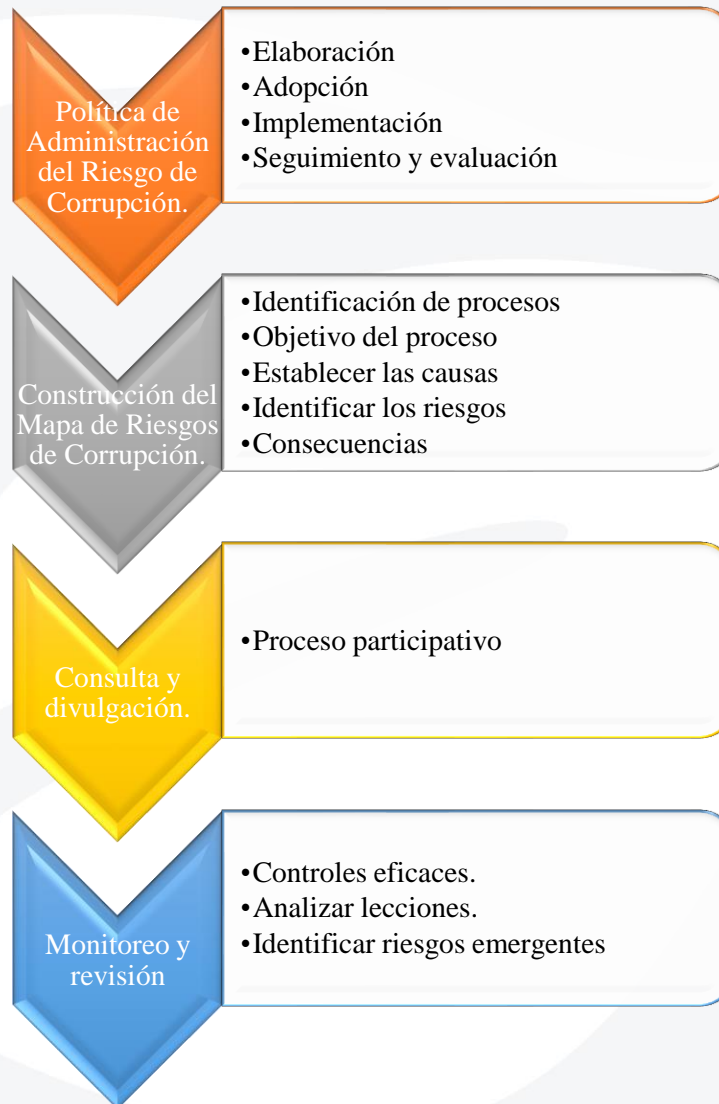 Política de
Administración
del Riesgo de
Corrupción.
•Elaboración
•Adopción
•Implementación
•Seguimiento y evaluación
Construcción del
Mapa de Riesgos
de Corrupción.
•Identificación de procesos
•Objetivo del proceso
•Establecer las causas
•Identificar los riesgos
•Consecuencias
Consulta y
divulgación.
•Proceso participativo
Monitoreo y
revisión
•Controles eficaces.
•Analizar lecciones.
•Identificar riesgos emergentes